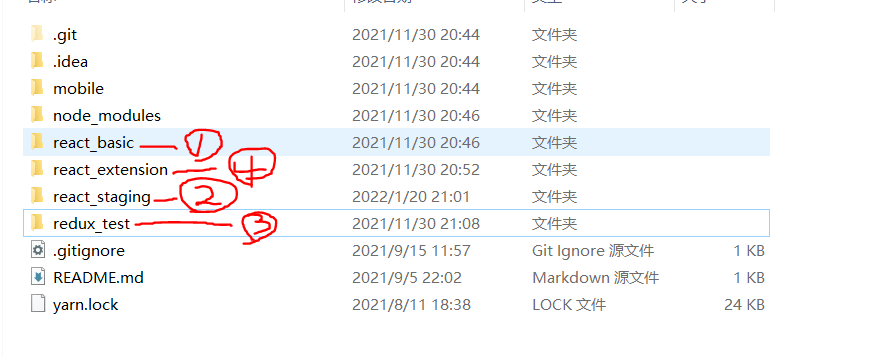 .git 2021/11/30 20:44 文件夹
.idea 2021/11/30 20:44 文件夹
mobile 2021/11/30 20:44 文件夹
node_modules 2021/11/30 20:46 文件夹
react_basic 1 2021/11/30 20:46 文件夹
react_extension 4 2021/11/30 20:52 文件夹
react_staging 2 2022/1/20 21:01 文件夹
redux_test 3 2021/11/30 21:08 文件夹
.gitignore 2021/9/15 11:57 Git Ignore 源文件 1 KB
README.md 2021/9/5 22:02 Markdown 源文件 1 KB
yarn.lock 2021/8/11 18:38 LOCK 文件 24 KB